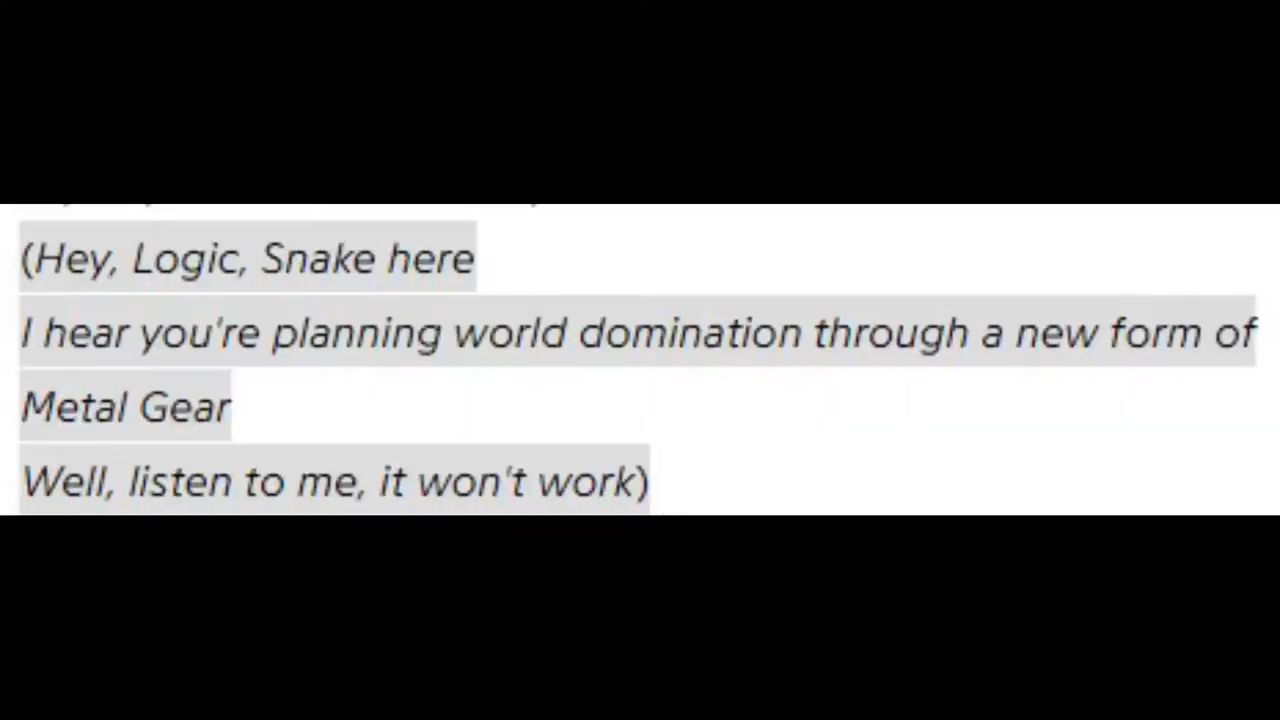 (Hey, Logic, Snake here
I hear you're planning world domination through a new form of
Metal Gear
Well, listen to me, it won't work)